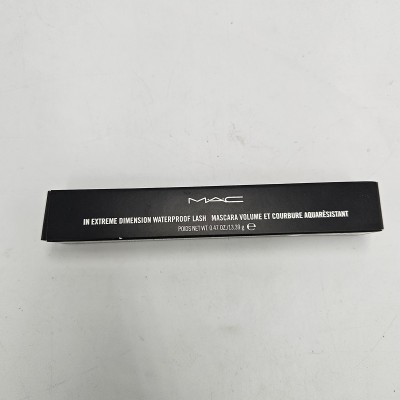 MAC
IN EXTREME DIMENSION WATERPROOF LASH MASCARA VOLUME ET COURBURE AQUARÉSISTANT
POIDS NET WT 0.47 OZ./13.39 g ℮